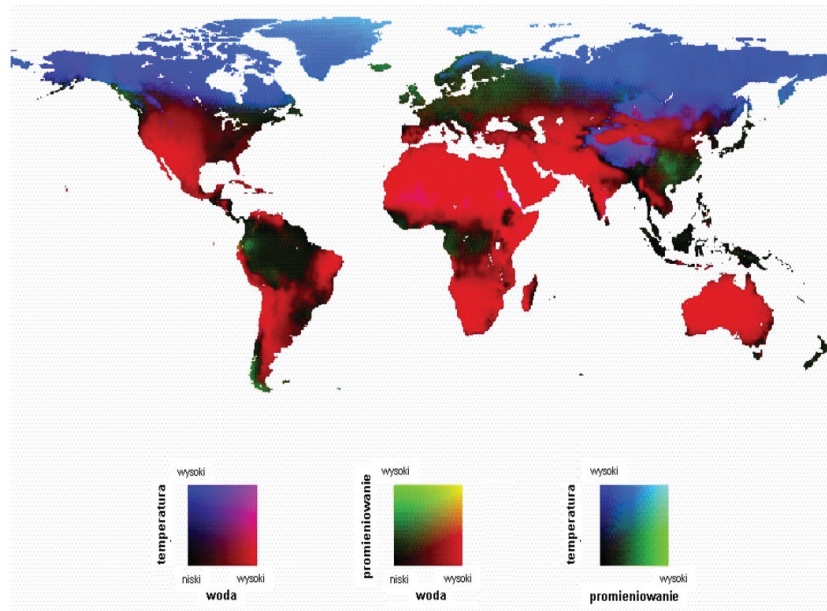 wysoki
temperatura
niski
wysoki
woda
wysoki
promieniowanie
niski
wysoki
woda
wysoki
temperatura
wysoki
promieniowanie